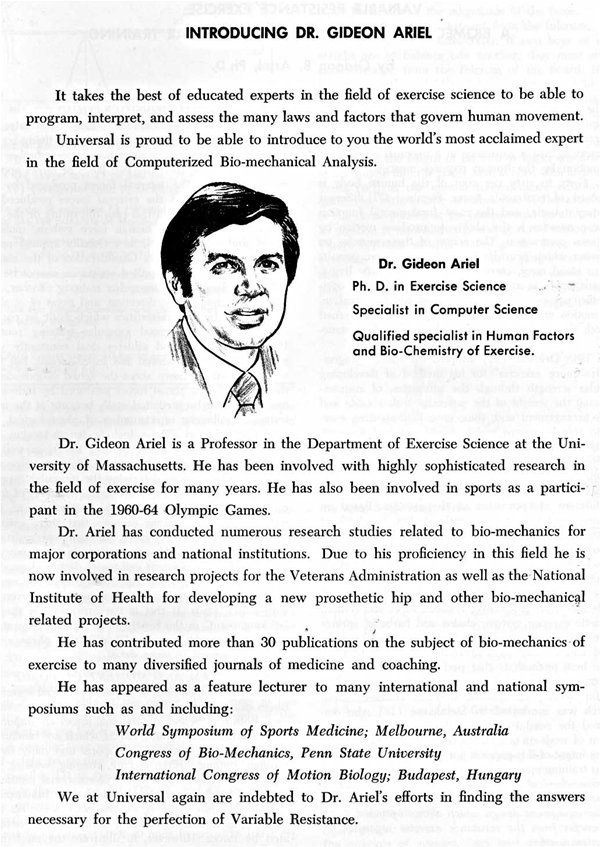 INTRODUCING DR. GIDEON ARIEL
It takes the best of educated experts in the field of exercise science to be able to
program, interpret, and assess the many laws and factors that govern human movement.
Universal is proud to be able to introduce to you the world's most acclaimed expert
in the field of Computerized Bio-mechanical Analysis.
Dr. Gideon Ariel
Ph. D. in Exercise Science
Specialist in Computer Science
Qualified specialist in Human Factors
and Bio-Chemistry of Exercise.
Dr. Gideon Ariel is a Professor in the Department of Exercise Science at the Uni-
versity of Massachusetts. He has been involved with highly sophisticated research in
the field of exercise for many years. He has also been involved in sports as a partici-
pant in the 1960-64 Olympic Games.
Dr. Ariel has conducted numerous research studies related to bio-mechanics for
major corporations and national institutions. Due to his proficiency in this field he is
now involved in research projects for the Veterans Administration as well as the National
Institute of Health for developing a new prosethetic hip and other bio-mechanical
related projects.
He has contributed more than 30 publications on the subject of bio-mechanics of
exercise to many diversified journals of medicine and coaching.
He has appeared as a feature lecturer to many international and national sym-
posiums such as and including:
World Symposium of Sports Medicine; Melbourne, Australia
Congress of Bio-Mechanics, Penn State University
International Congress of Motion Biology; Budapest, Hungary
We at Universal again are indebted to Dr. Ariel's efforts in finding the answers
necessary for the perfection of Variable Resistance.